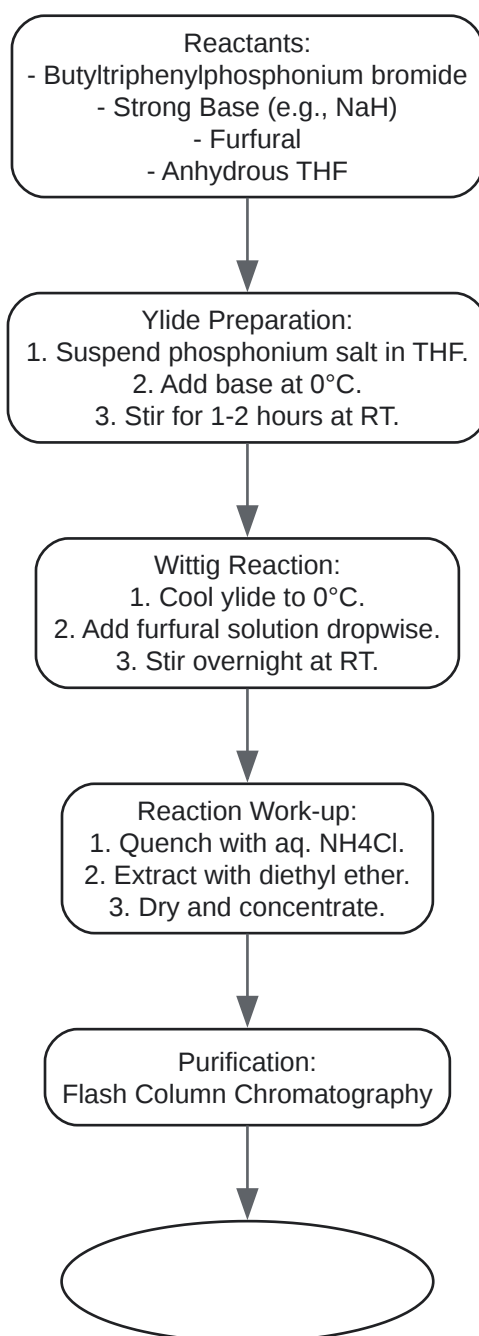 Reactants:
- Butyltriphenylphosphonium bromide
- Strong Base (e.g., NaH)
- Furfural
- Anhydrous THF
Ylide Preparation:
1. Suspend phosphonium salt in THF.
2. Add base at 0°C.
3. Stir for 1-2 hours at RT.
Wittig Reaction:
1. Cool ylide to 0°C.
2. Add furfural solution dropwise.
3. Stir overnight at RT.
Reaction Work-up:
1. Quench with aq. NH4Cl.
2. Extract with diethyl ether.
3. Dry and concentrate.
Purification:
Flash Column Chromatography